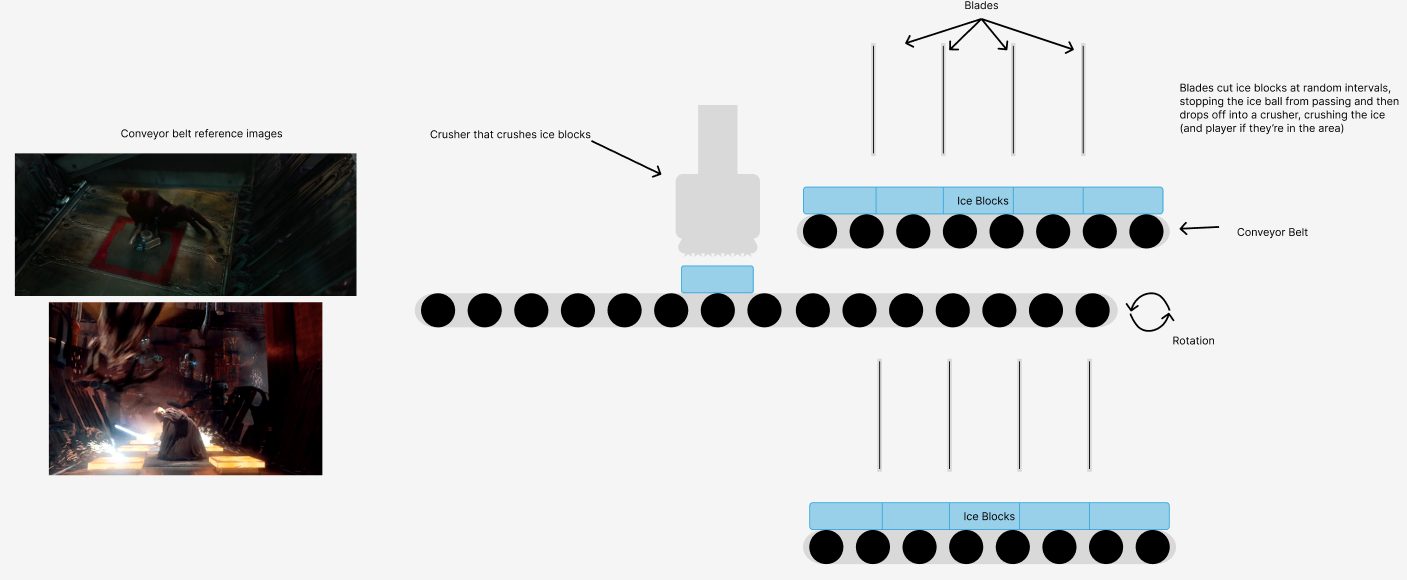 Blades
Blades cut ice blocks at random intervals,
stopping the ice ball from passing and then
drops off into a crusher, crushing the ice
(and player if they're in the area)
Conveyor belt reference images
Crusher that crushes ice blocks
Ice Blocks
Conveyor Belt
Rotation
Ice Blocks